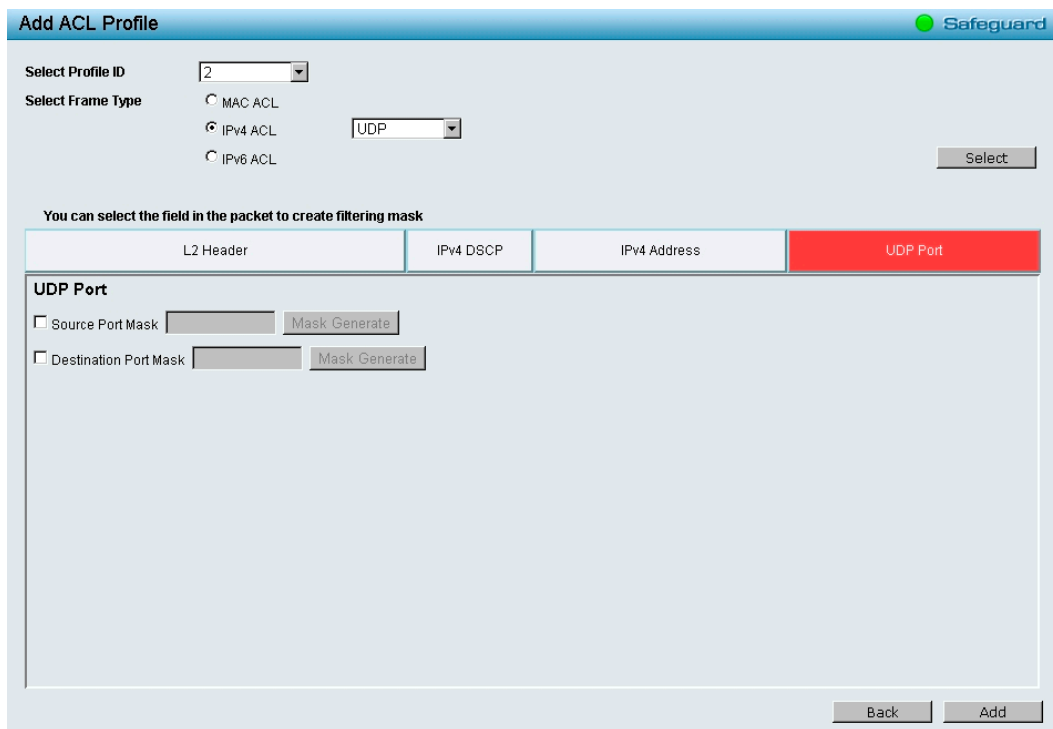 Add ACL Profile Safeguard
Select Profile ID 2
Select Frame Type MAC ACL
IPv4 ACL UDP
IPv6 ACL
Select
You can select the field in the packet to create filtering mask
L2 Header IPv4 DSCP IPv4 Address UDP Port
UDP Port
Source Port Mask Mask Generate
Destination Port Mask Mask Generate
Back Add